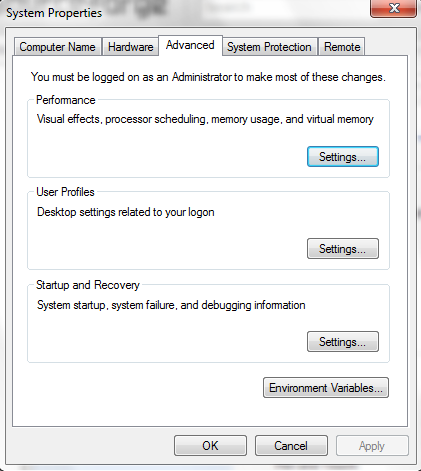 System Properties
Computer Name Hardware Advanced System Protection Remote
You must be logged on as an Administrator to make most of these changes.
Performance
Visual effects, processor scheduling, memory usage, and virtual memory
Settings...
User Profiles
Desktop settings related to your logon
Settings...
Startup and Recovery
System startup, system failure, and debugging information
Settings...
Environment Variables...
OK Cancel Apply